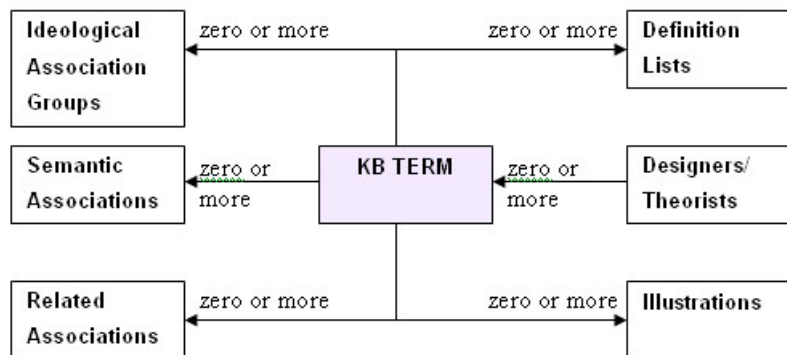 Ideological
Association
Groups
zero or more
zero or more
Definition
Lists
Semantic
Associations
zero or
more
KB TERM
zero or
more
Designers/
Theorists
Related
Associations
zero or more
zero or more
Illustrations